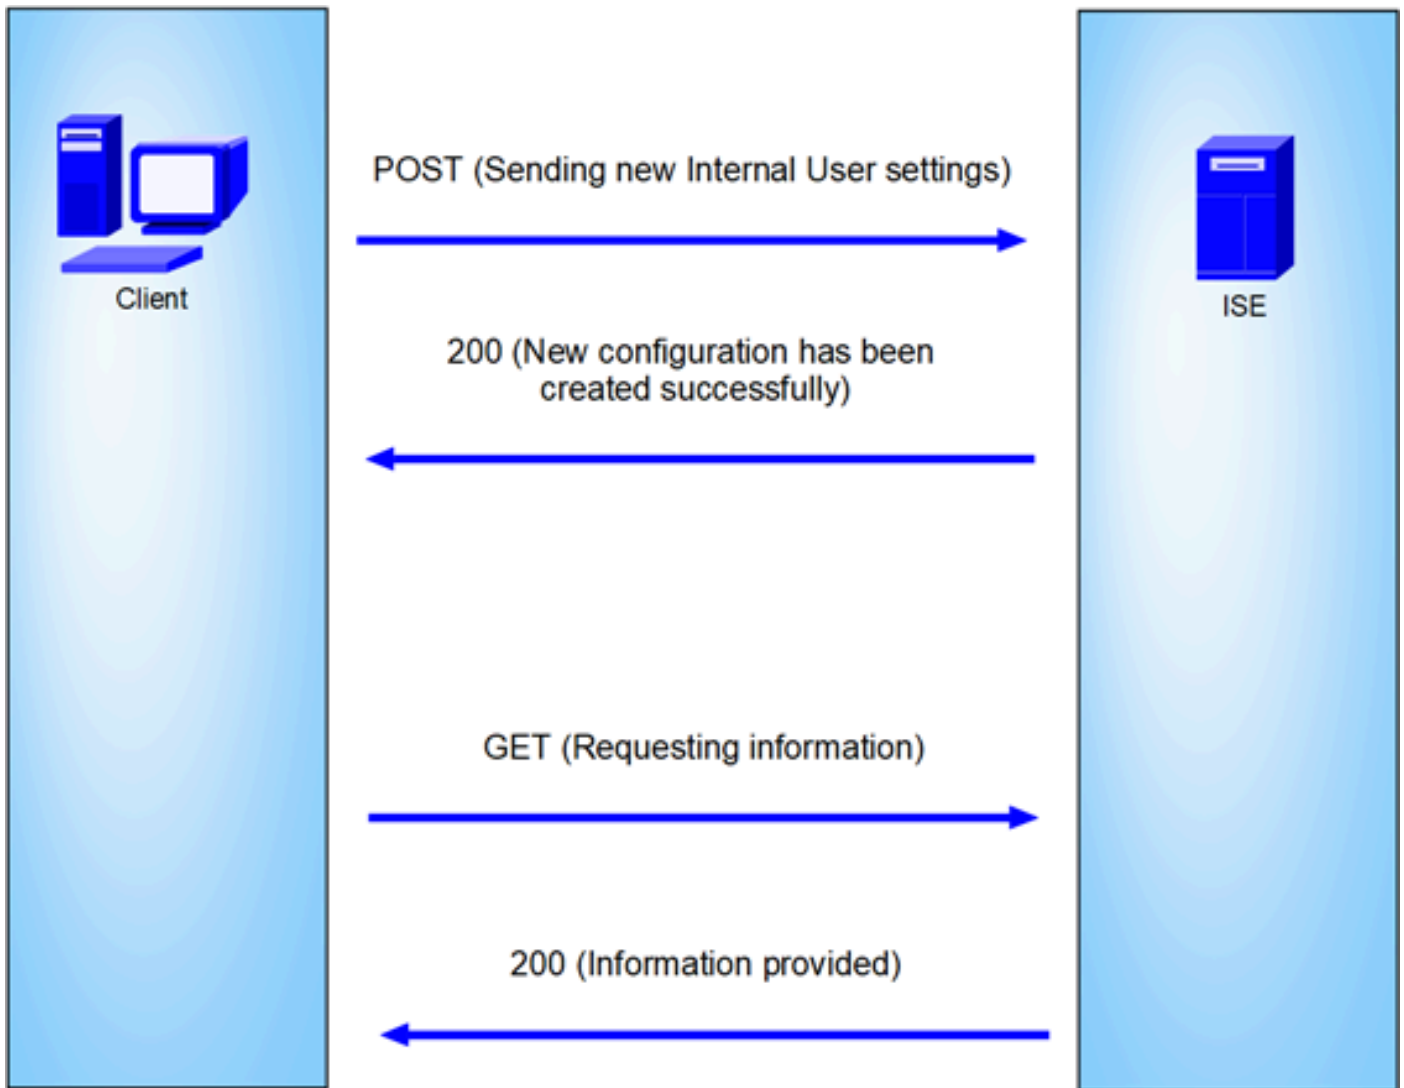 POST (Sending new Internal User settings)
Client
ISE
200 (New configuration has been
created successfully)
GET (Requesting information)
200 (Information provided)